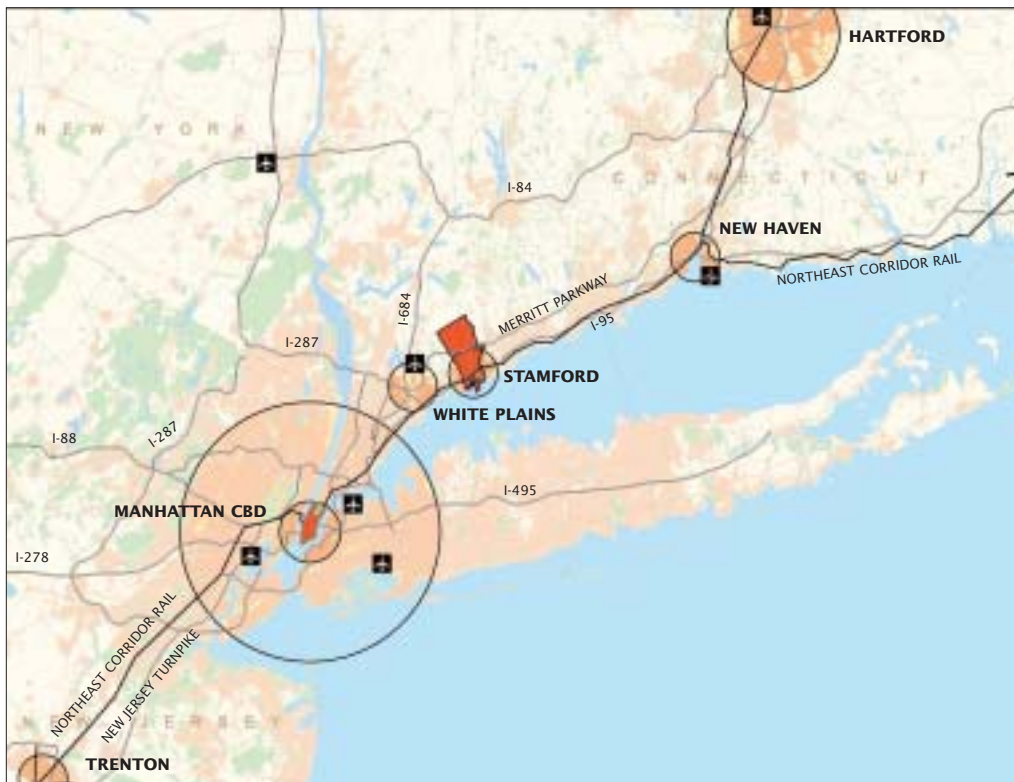 HARTFORD
NEW YORK
I-84
CONNECTICUT
NEW HAVEN
NORTHEAST CORRIDOR RAIL
MERRITT PARKWAY
I-684
I-95
I-287
STAMFORD
WHITE PLAINS
I-287
I-88
I-495
MANHATTAN CBD
I-278
NORTHEAST CORRIDOR RAIL
NEW JERSEY TURNPIKE
NEW JERSEY
TRENTON